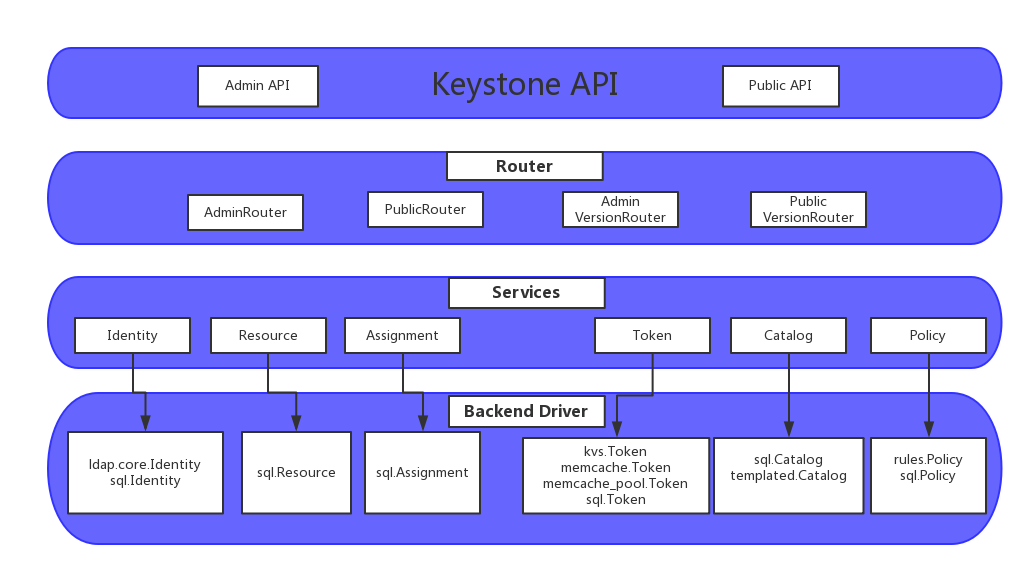 Keystone API
Admin API
Public API
Router
AdminRouter
PublicRouter
Admin
VersionRouter
Public
VersionRouter
Services
Identity
Resource
Assignment
Token
Catalog
Policy
Backend Driver
ldap.core.Identity
sql.Identity
sql.Resource
sql.Assignment
kvs.Token
memcache.Token
memcache_pool.Token
sql.Token
sql.Catalog
templated.Catalog
rules.Policy
sql.Policy